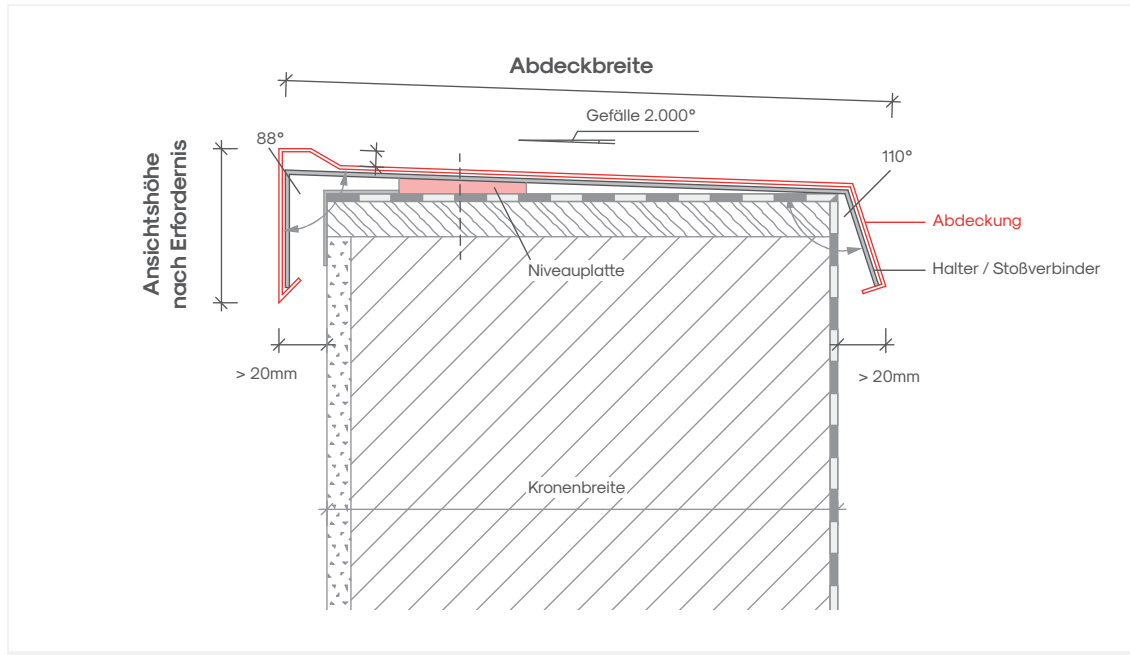 Abdeckbreite
Gefälle 2.000°
88°
110°
Ansichtshöhe
nach Erfordernis
Abdeckung
Niveauplatte
Halter / Stoßverbinder
> 20mm
> 20mm
Kronenbreite